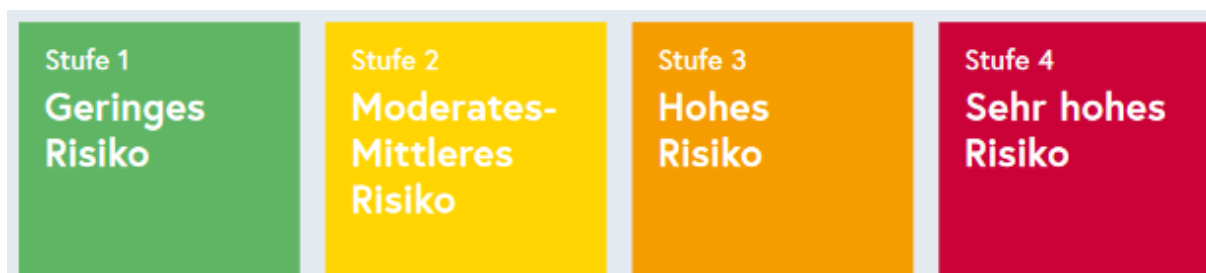 Stufe 1
Geringes
Risiko
Stufe 2
Moderates-
Mittleres
Risiko
Stufe 3
Hohes
Risiko
Stufe 4
Sehr hohes
Risiko